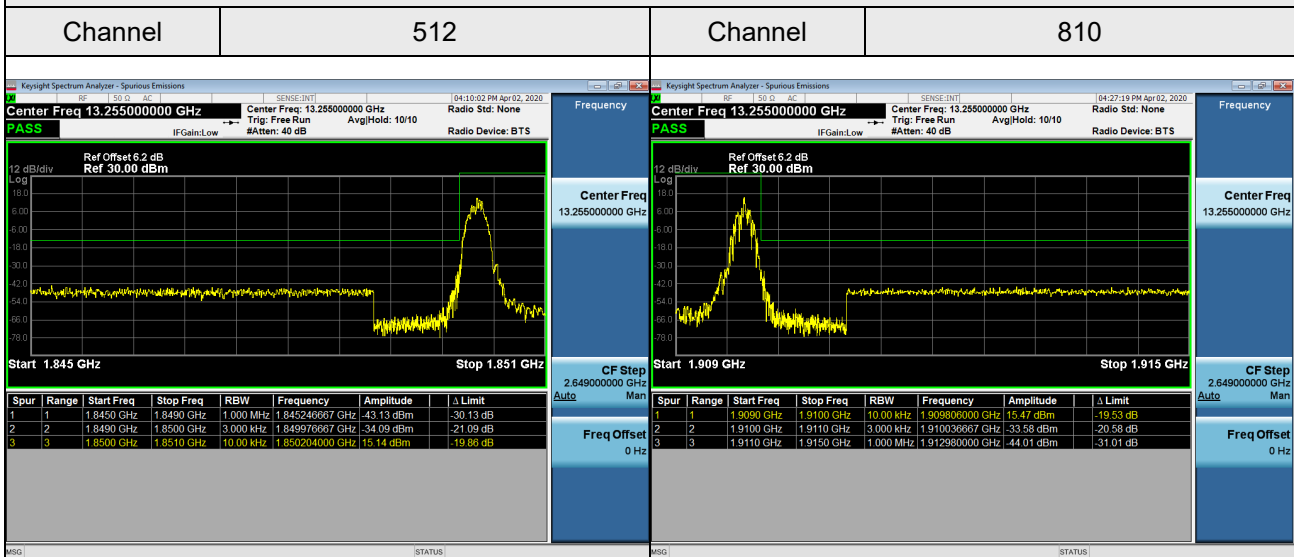 Channel 512 Channel 810
Keysight Spectrum Analyzer - Spurious Emissions
RF 50 Ω AC SENSE:INT 04:10:02 PM Apr 02, 2020
Center Freq 13.255000000 GHz Center Freq: 13.255000000 GHz Radio Std: None
Trig: Free Run Avg|Hold: 10/10
PASS IFGain:Low #Atten: 40 dB Radio Device: BTS
Ref Offset 6.2 dB
12 dB/div Ref 30.00 dBm
Log
18.0
6.00
-6.00
-18.0
-30.0
-42.0
-54.0
-66.0
-78.0
Start 1.845 GHz Stop 1.851 GHz
Spur Range Start Freq Stop Freq RBW Frequency Amplitude Δ Limit
1 1 1.8450 GHz 1.8490 GHz 1.000 MHz 1.845246667 GHz -43.13 dBm -30.13 dB
2 2 1.8490 GHz 1.8500 GHz 3.000 kHz 1.849976667 GHz -34.09 dBm -21.09 dB
3 3 1.8500 GHz 1.8510 GHz 10.00 kHz 1.850204000 GHz 15.14 dBm -19.86 dB
MSG STATUS
Frequency
Center Freq
13.255000000 GHz
CF Step
2.649000000 GHz
Auto Man
Freq Offset
0 Hz
Keysight Spectrum Analyzer - Spurious Emissions
RF 50 Ω AC SENSE:INT 04:27:19 PM Apr 02, 2020
Center Freq 13.255000000 GHz Center Freq: 13.255000000 GHz Radio Std: None
Trig: Free Run Avg|Hold: 10/10
PASS IFGain:Low #Atten: 40 dB Radio Device: BTS
Ref Offset 6.2 dB
12 dB/div Ref 30.00 dBm
Log
18.0
6.00
-6.00
-18.0
-30.0
-42.0
-54.0
-66.0
-78.0
Start 1.909 GHz Stop 1.915 GHz
Spur Range Start Freq Stop Freq RBW Frequency Amplitude Δ Limit
1 1 1.9090 GHz 1.9100 GHz 10.00 kHz 1.909806000 GHz 15.47 dBm -19.53 dB
2 2 1.9100 GHz 1.9110 GHz 3.000 kHz 1.910036667 GHz -33.58 dBm -20.58 dB
3 3 1.9110 GHz 1.9150 GHz 1.000 MHz 1.912980000 GHz -44.01 dBm -31.01 dB
MSG STATUS
Frequency
Center Freq
13.255000000 GHz
CF Step
2.649000000 GHz
Auto Man
Freq Offset
0 Hz